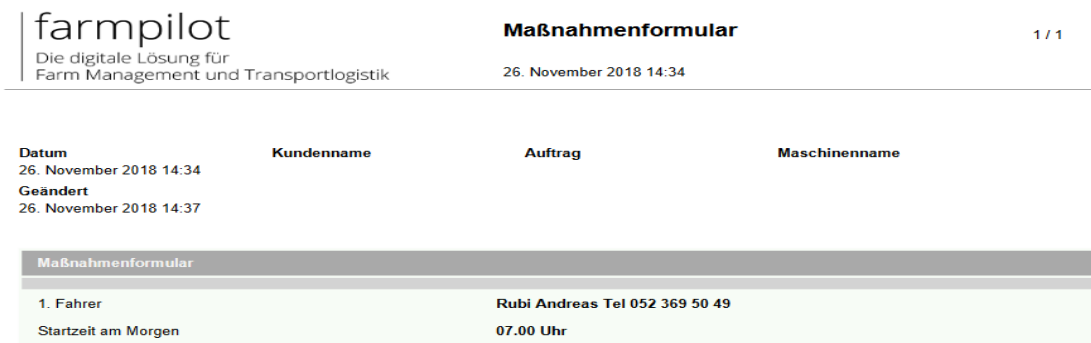 farmpilot
Die digitale Lösung für
Farm Management und Transportlogistik
Maßnahmenformular
26. November 2018 14:34
1 / 1
Datum Kundenname Auftrag Maschinenname
26. November 2018 14:34
Geändert
26. November 2018 14:37
Maßnahmenformular
1. Fahrer Rubi Andreas Tel 052 369 50 49
Startzeit am Morgen 07.00 Uhr